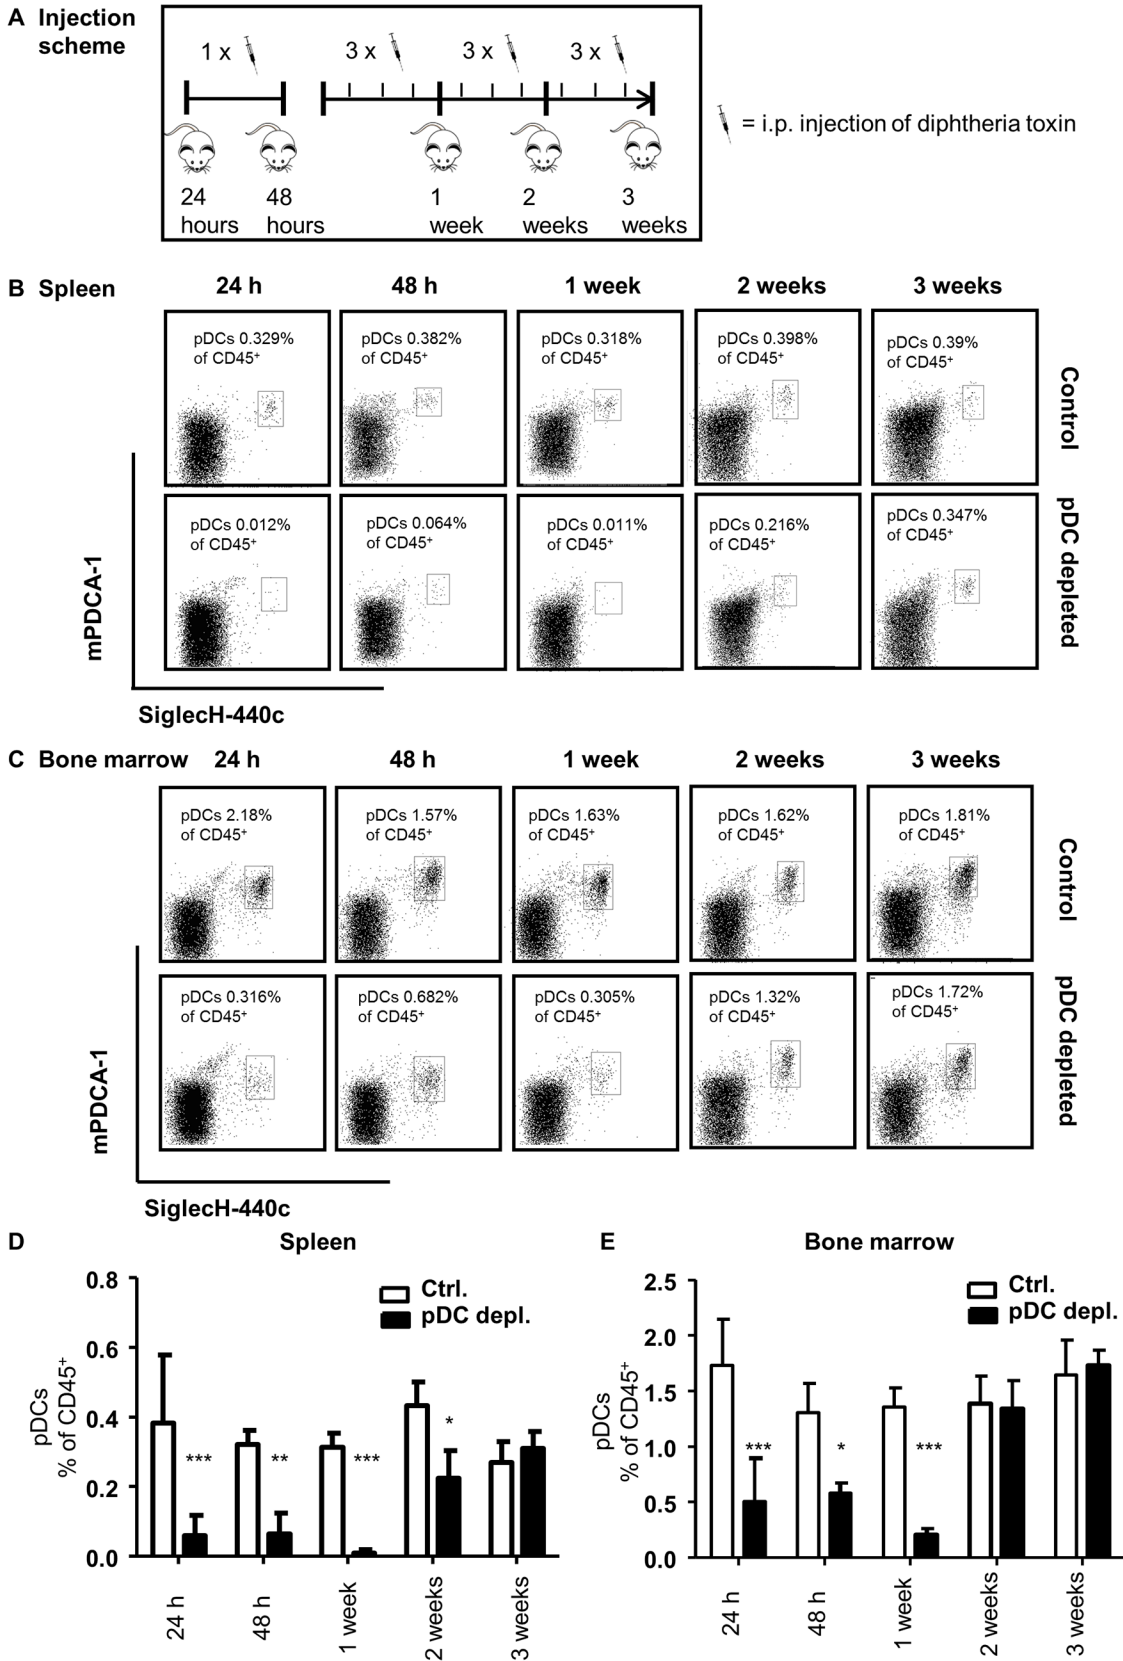 A Injection
scheme
1 x
3 x
3 x
3 x
24
hours
48
hours
1
week
2
weeks
3
weeks
= i.p. injection of diphtheria toxin
B Spleen
24 h
48 h
1 week
2 weeks
3 weeks
pDCs 0.329%
of CD45+
pDCs 0.382%
of CD45+
pDCs 0.318%
of CD45+
pDCs 0.398%
of CD45+
pDCs 0.39%
of CD45+
Control
pDCs 0.012%
of CD45+
pDCs 0.064%
of CD45+
pDCs 0.011%
of CD45+
pDCs 0.216%
of CD45+
pDCs 0.347%
of CD45+
pDC depleted
mPDCA-1
SiglecH-440c
C Bone marrow
24 h
48 h
1 week
2 weeks
3 weeks
pDCs 2.18%
of CD45+
pDCs 1.57%
of CD45+
pDCs 1.63%
of CD45+
pDCs 1.62%
of CD45+
pDCs 1.81%
of CD45+
Control
pDCs 0.316%
of CD45+
pDCs 0.682%
of CD45+
pDCs 0.305%
of CD45+
pDCs 1.32%
of CD45+
pDCs 1.72%
of CD45+
pDC depleted
mPDCA-1
SiglecH-440c
D Spleen
Ctrl.
pDC depl.
pDCs
% of CD45+
0.8
0.6
0.4
0.2
0.0
***
**
***
*
24 h
48 h
1 week
2 weeks
3 weeks
E Bone marrow
Ctrl.
pDC depl.
pDCs
% of CD45+
2.5
2.0
1.5
1.0
0.5
0.0
***
*
***
24 h
48 h
1 week
2 weeks
3 weeks